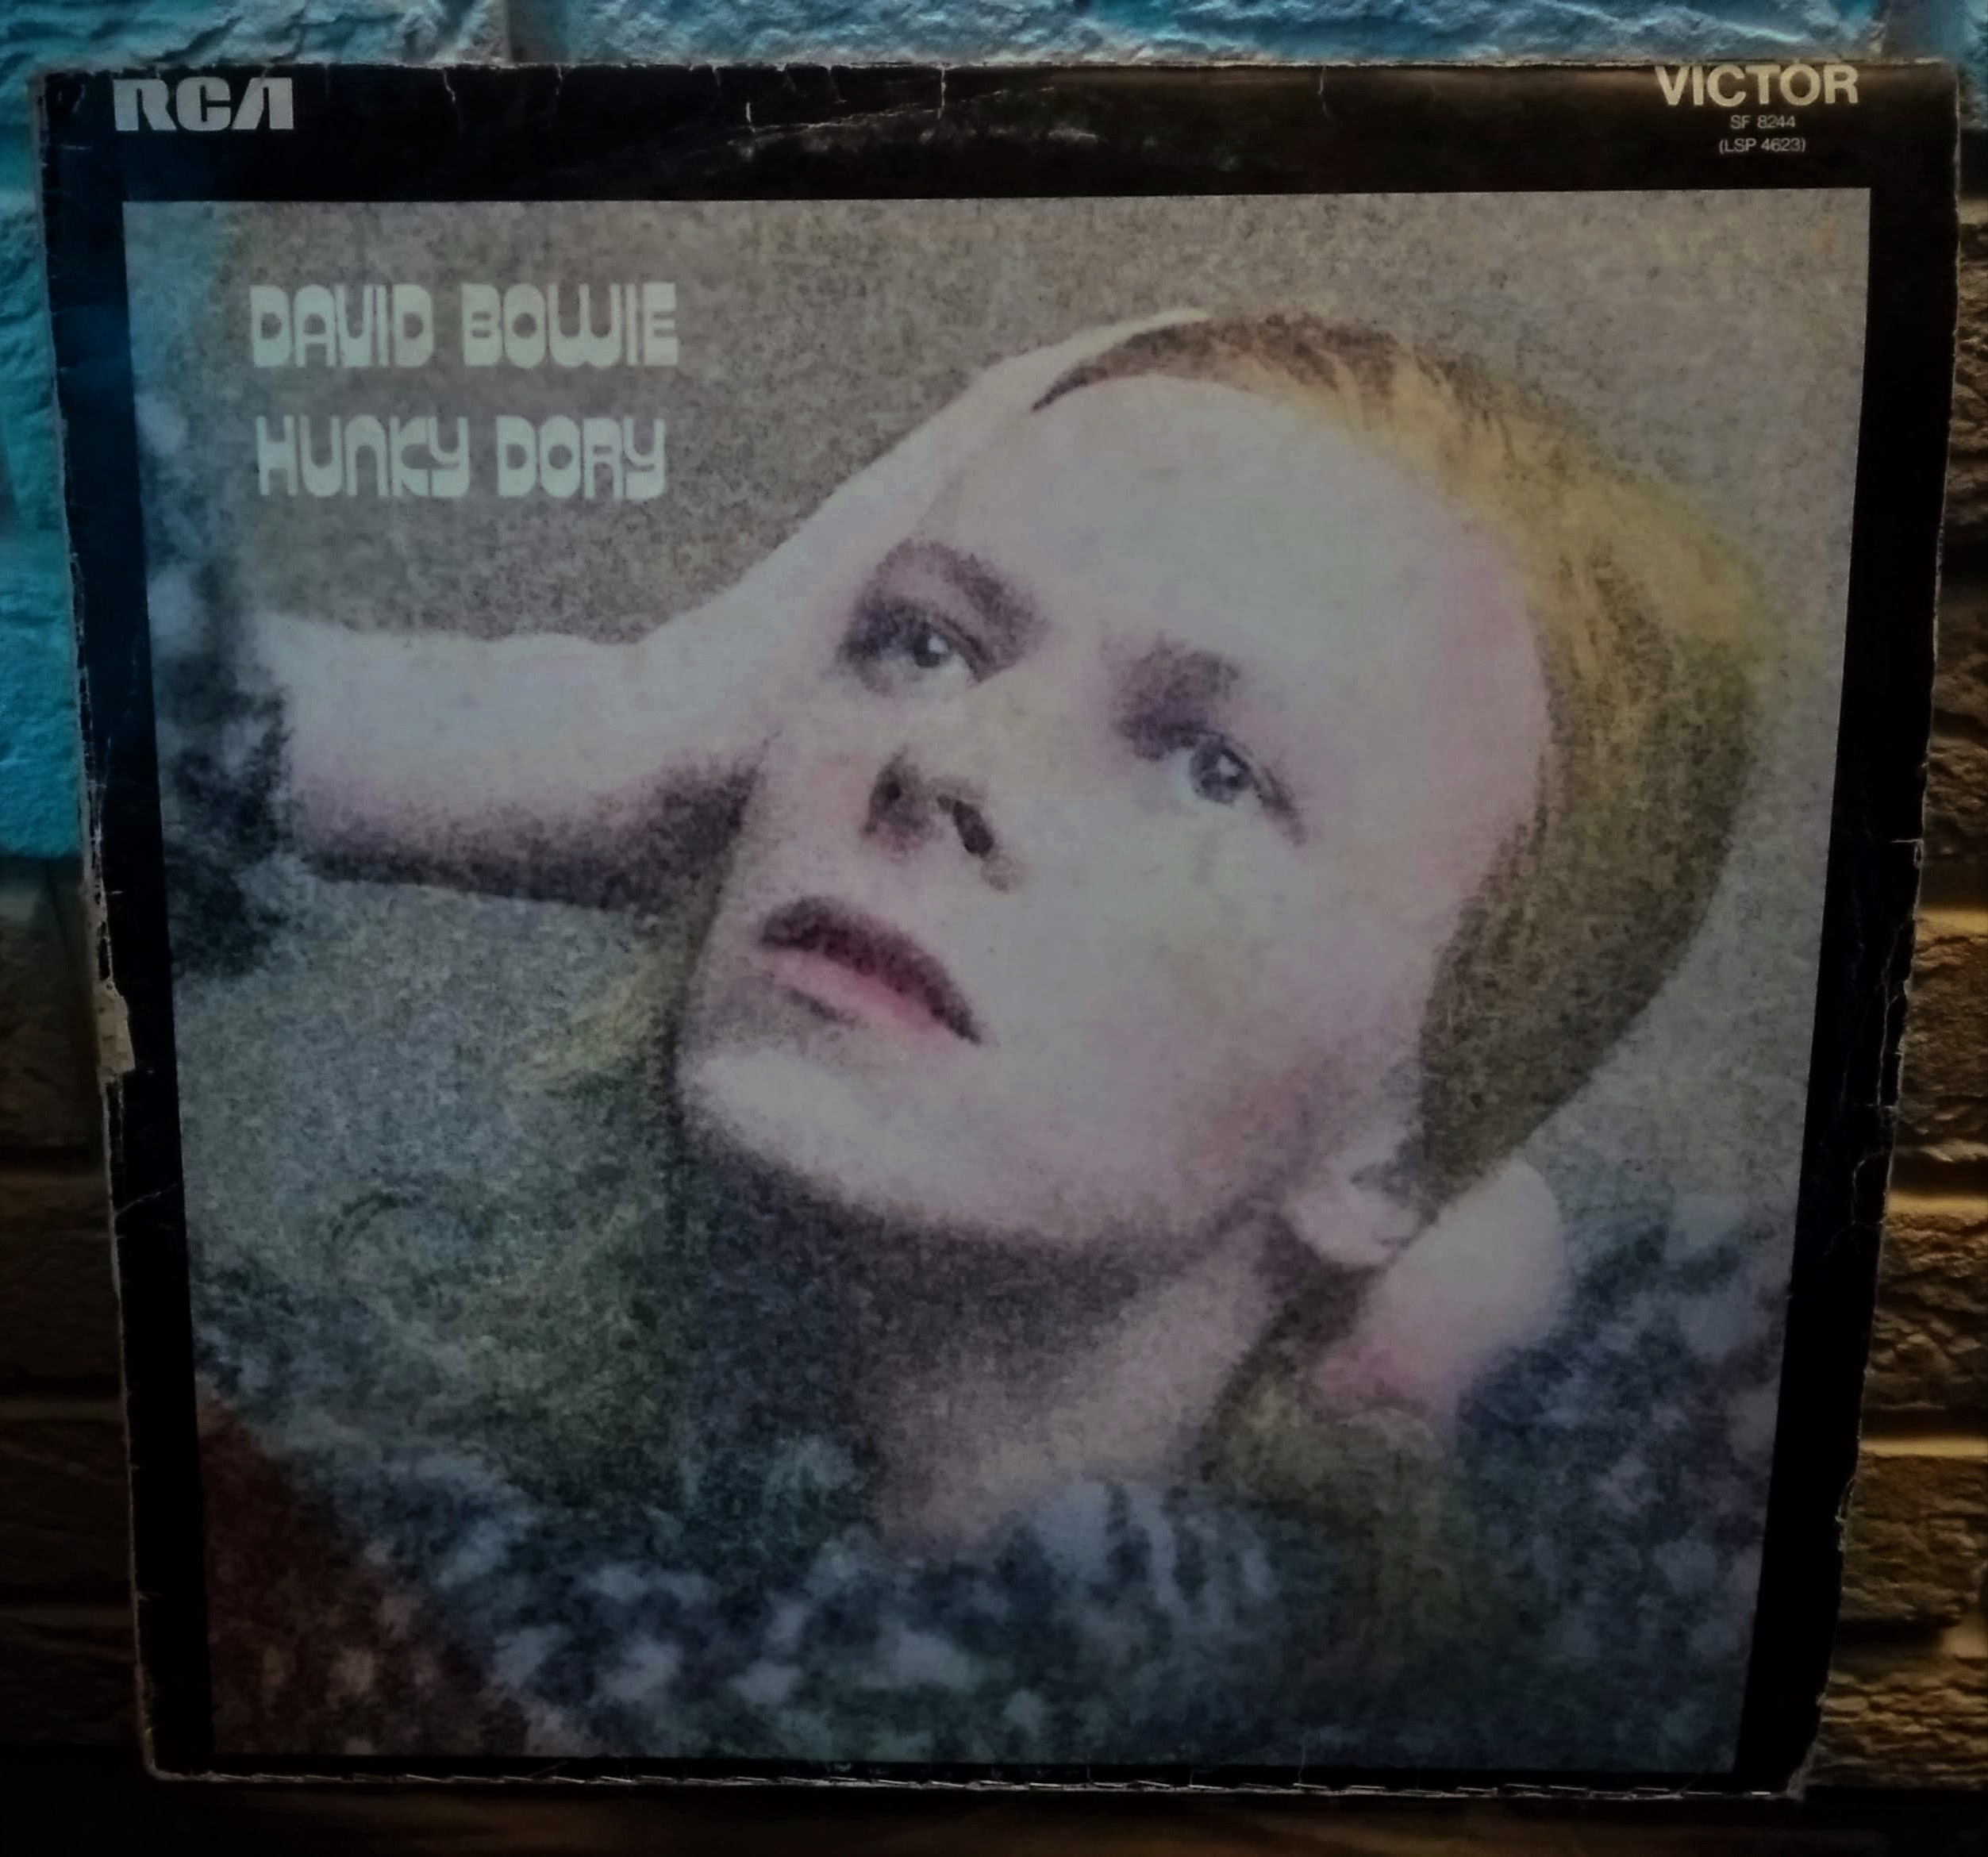 RCA
VICTOR
SF 8244
(LSP 4623)
DAVID BOWIE
HUNKY DORY